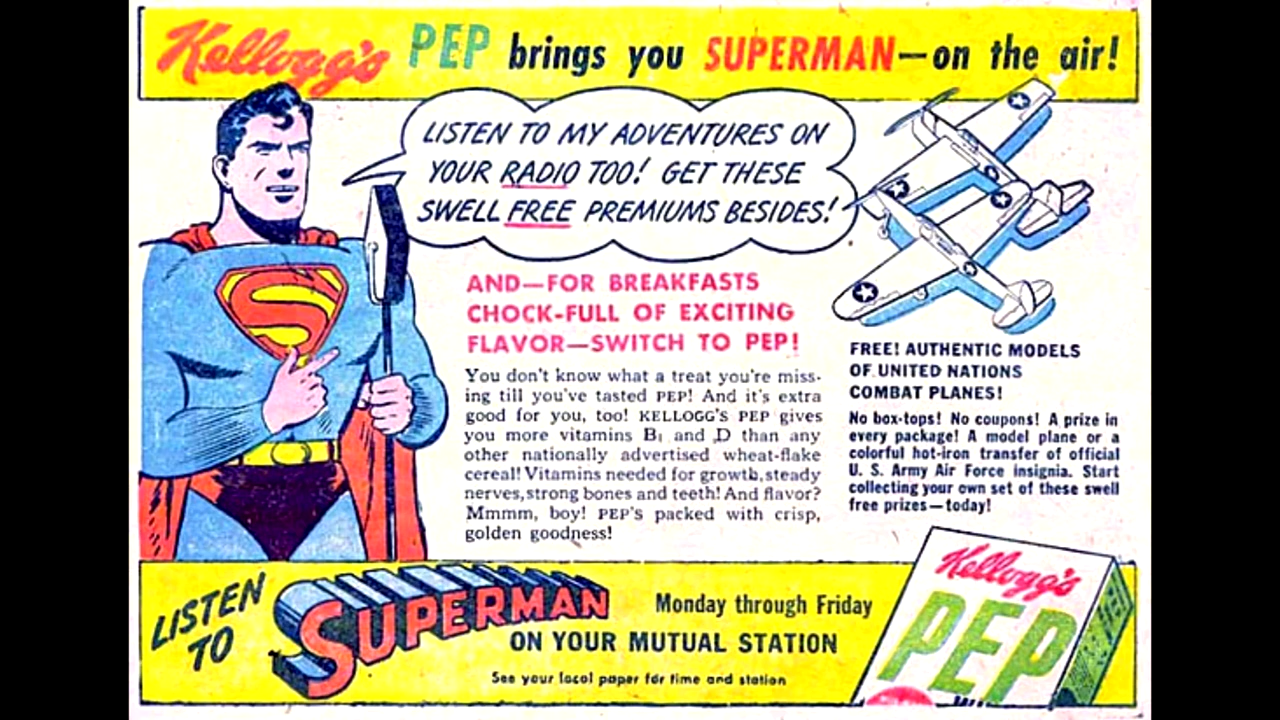 Kellogg's PEP brings you SUPERMAN—on the air!
LISTEN TO MY ADVENTURES ON
YOUR RADIO TOO! GET THESE
SWELL FREE PREMIUMS BESIDES!
S
AND—FOR BREAKFASTS
CHOCK-FULL OF EXCITING
FLAVOR—SWITCH TO PEP!
You don't know what a treat you're miss-
ing till you've tasted PEP! And it's extra
good for you, too! KELLOGG'S PEP gives
you more vitamins B₁ and D than any
other nationally advertised wheat-flake
cereal! Vitamins needed for growth, steady
nerves, strong bones and teeth! And flavor?
Mmmm, boy! PEP'S packed with crisp,
golden goodness!
FREE! AUTHENTIC MODELS
OF UNITED NATIONS
COMBAT PLANES!
No box-tops! No coupons! A prize in
every package! A model plane or a
colorful hot-iron transfer of official
U. S. Army Air Force insignia. Start
collecting your own set of these swell
free prizes—today!
LISTEN
TO
SUPERMAN
Monday through Friday
ON YOUR MUTUAL STATION
See your local paper for time and station
Kellogg's
PEP